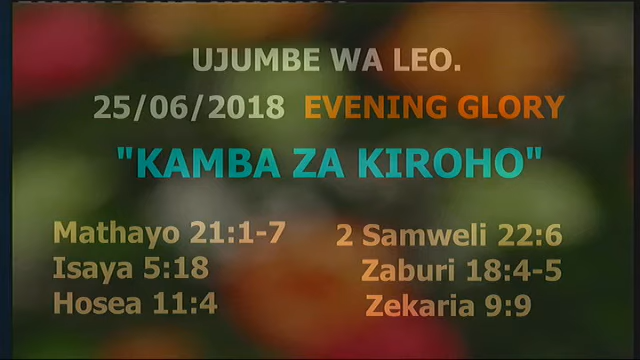 UJUMBE WA LEO.
25/06/2018 EVENING GLORY
"KAMBA ZA KIROHO"
Mathayo 21:1-7 2 Samweli 22:6
Isaya 5:18 Zaburi 18:4-5
Hosea 11:4 Zekaria 9:9